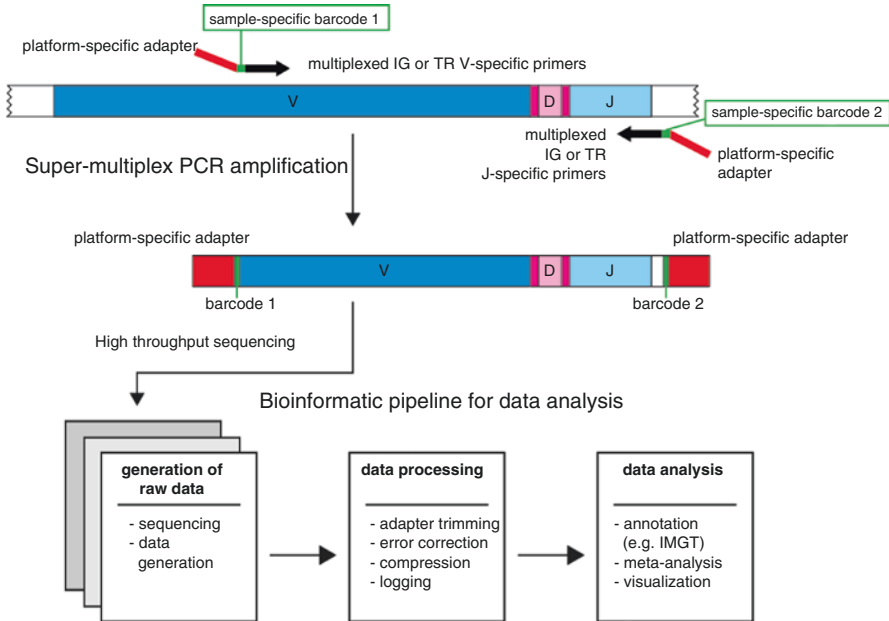 sample-specific barcode 1
platform-specific adapter
multiplexed IG or TR V-specific primers
V
D
J
sample-specific barcode 2
multiplexed
IG or TR
J-specific primers
platform-specific
adapter
Super-multiplex PCR amplification
platform-specific adapter
platform-specific adapter
V
D
J
barcode 1
barcode 2
High throughput sequencing
Bioinformatic pipeline for data analysis
generation of
raw data
- sequencing
- data
generation
data processing
- adapter trimming
- error correction
- compression
- logging
data analysis
- annotation
(e.g. IMGT)
- meta-analysis
- visualization